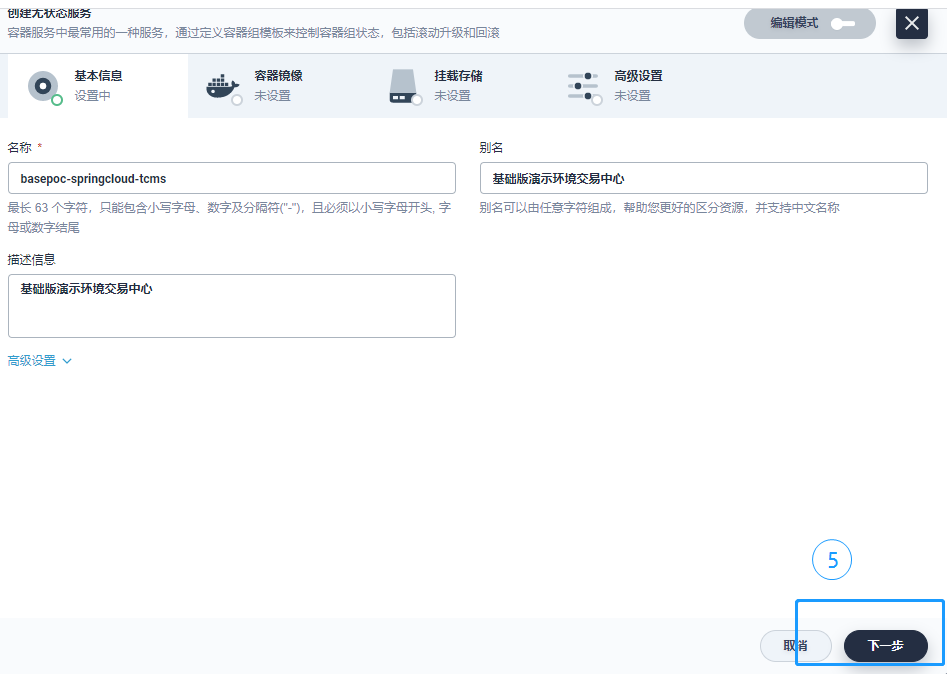 创建无状态服务
容器服务中最常用的一种服务，通过定义容器组模板来控制容器组状态，包括滚动升级和回滚
编辑模式
基本信息
设置中
容器镜像
未设置
挂载存储
未设置
高级设置
未设置
名称 *
basepoc-springcloud-tcms
最长 63 个字符，只能包含小写字母、数字及分隔符("-")，且必须以小写字母开头, 字
母或数字结尾
别名
基础版演示环境交易中心
别名可以由任意字符组成，帮助您更好的区分资源，并支持中文名称
描述信息
基础版演示环境交易中心
高级设置
5
取消
下一步